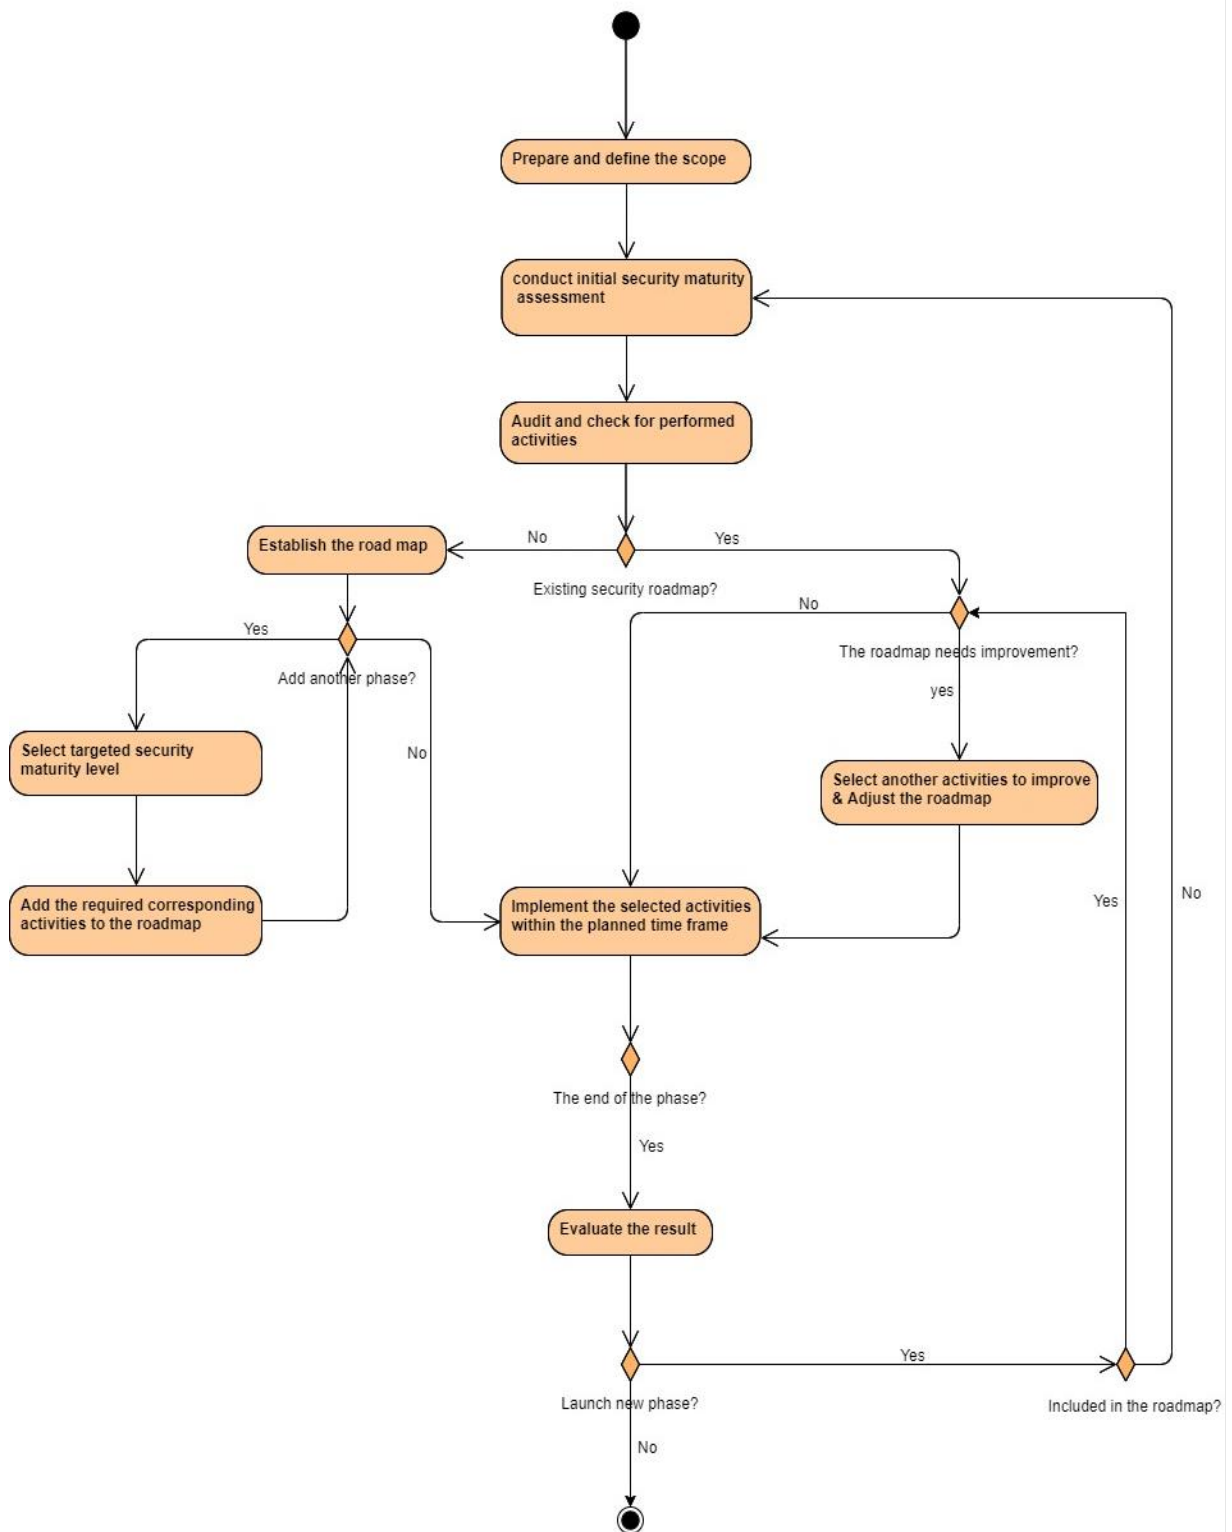 Prepare and define the scope
conduct initial security maturity
assessment
Audit and check for performed
activities
Establish the road map
No
Yes
Existing security roadmap?
No
Yes
The roadmap needs improvement?
Add another phase?
yes
Select targeted security
maturity level
No
Select another activities to improve
& Adjust the roadmap
Add the required corresponding
activities to the roadmap
Implement the selected activities
within the planned time frame
Yes
No
The end of the phase?
Yes
Evaluate the result
Yes
Launch new phase?
Included in the roadmap?
No